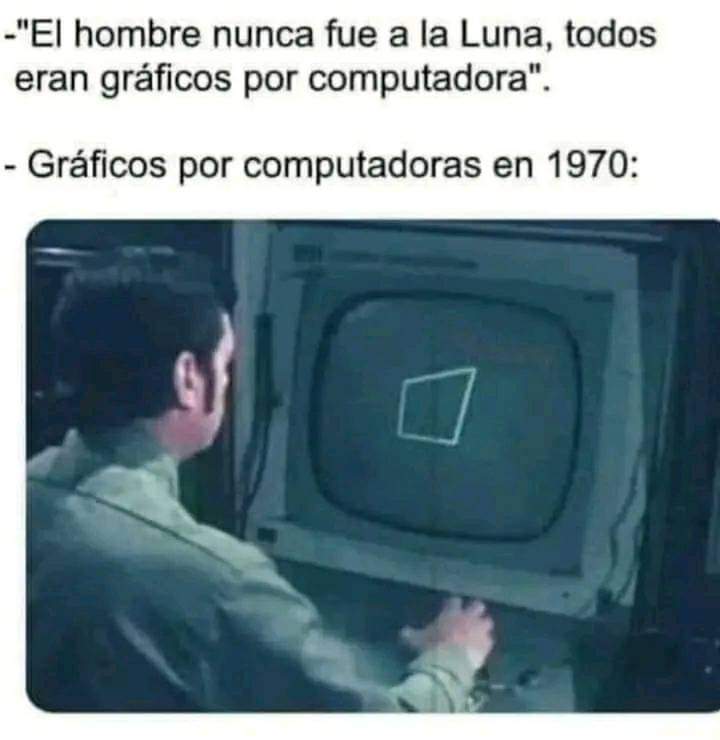 -"El hombre nunca fue a la Luna, todos
eran gráficos por computadora".
- Gráficos por computadoras en 1970: